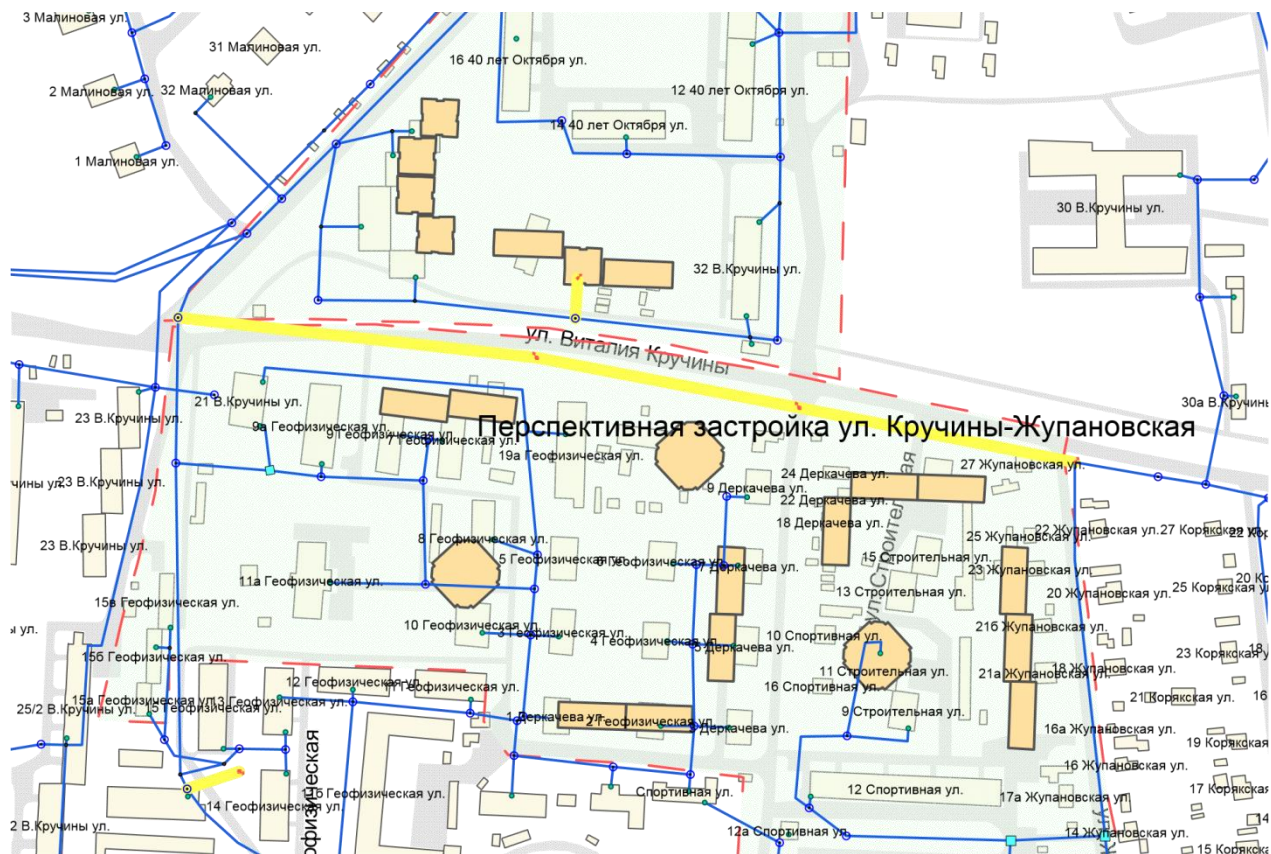 3 Малиновая ул.
31 Малиновая ул.
16 40 лет Октября ул.
2 Малиновая ул.
32 Малиновая ул.
12 40 лет Октября ул.
14 40 лет Октября ул.
1 Малиновая ул.
30 В.Кручины ул.
32 В.Кручины ул.
ул. Виталия Кручины
21 В.Кручины ул.
30а В.Кручины
23 В.Кручины ул.
9а Геофизическая ул.
9 Геофизическая ул.
7 Геофизическая ул.
Перспективная застройка ул. Кручины-Жупановская
19а Геофизическая ул.
27 Жупановская ул.
24 Деркачева ул.
чины ул.
23 В.Кручины ул.
9 Деркачева ул.
22 Деркачева ул.
18 Деркачева ул.
ул.Строительная
22 Жупановская ул.
27 Корякская ул.
25 Жупановская ул.
8 Геофизическая ул.
23 В.Кручины ул.
5 Геофизическая ул.
6 Геофизическая ул.
7 Деркачева ул.
15 Строительная ул.
23 Жупановская ул.
11а Геофизическая ул.
13 Строительная ул.
20 Жупановская ул.
25 Корякская ул.
15в Геофизическая ул.
10 Геофизическая ул.
3 Геофизическая ул.
4 Геофизическая ул.
5 Деркачева ул.
10 Спортивная ул.
21б Жупановская ул.
15б Геофизическая ул.
11 Строительная ул.
21а Жупановская ул.
18 Жупановская ул.
23 Корякская у
12 Геофизическая ул.
11 Геофизическая ул.
16 Спортивная ул.
21 Корякская ул.
15а Геофизическая ул.
13 Геофизическая ул.
25/2 В.Кручины ул.
15 Геофизическая ул.
1 Деркачева ул.
2 Геофизическая ул.
3 Деркачева ул.
9 Строительная ул.
16а Жупановская ул.
19 Корякская
16 Жупановская ул.
16 Геофизическая ул.
Спортивная ул.
12 Спортивная ул.
17а Жупановская ул.
17 Корякская
14 Геофизическая ул.
офизическая
2 В.Кручины ул.
12а Спортивная ул.
14 Жупановская ул.
15 Корякска